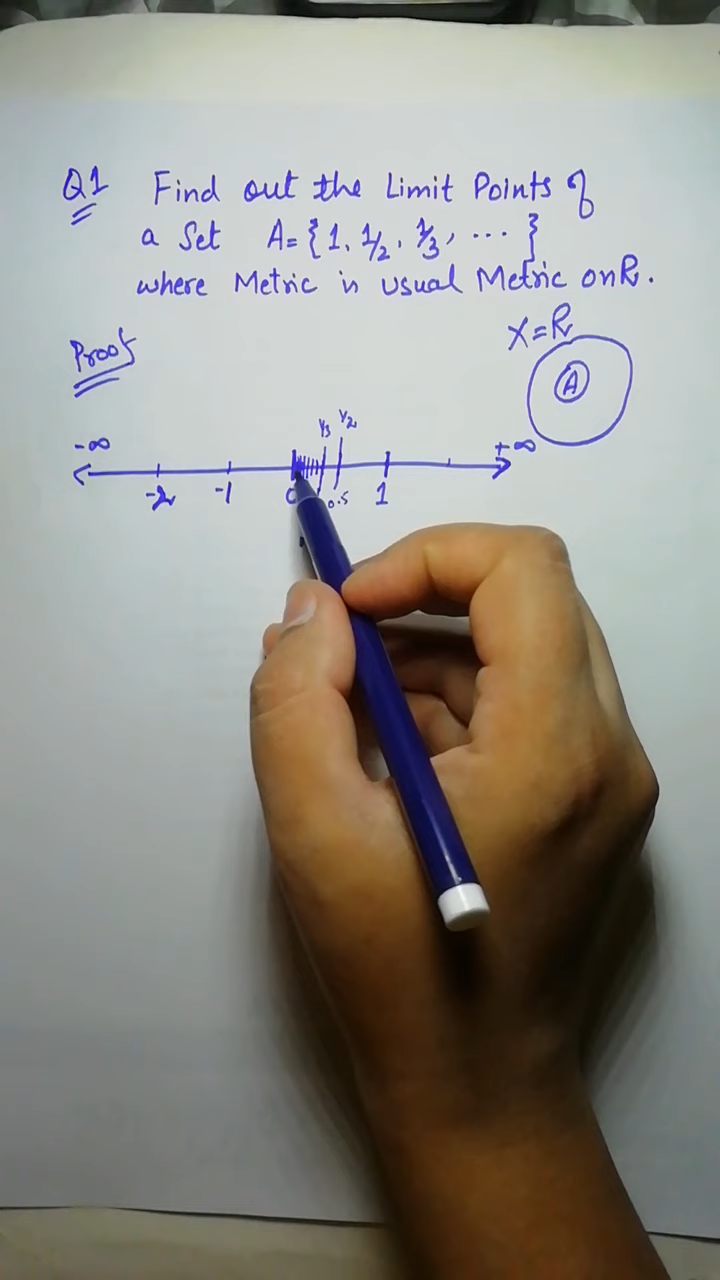 Q1 Find out the Limit Points of
a Set A = {1, 1/2, 1/3, ... }
where Metric is usual Metric on R.
Proof
X=R
A
1/3 1/2
-∞ +∞
-2 -1 0 0.5 1